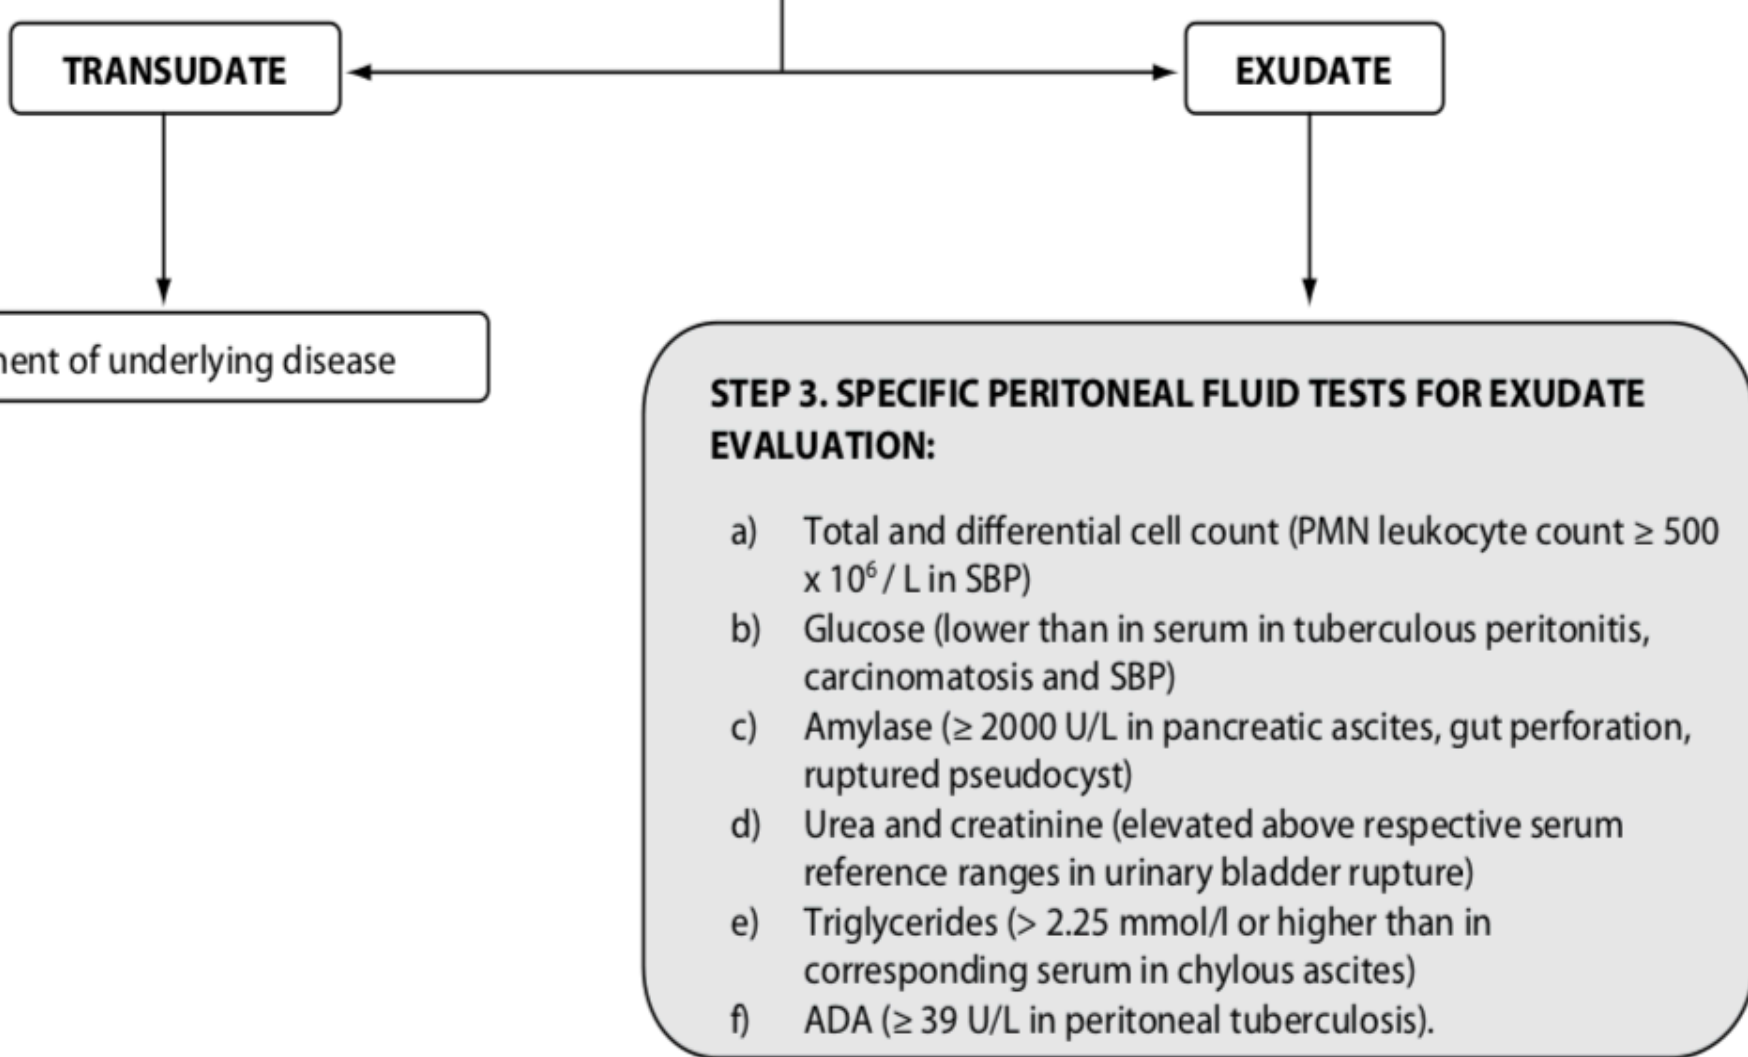 TRANSUDATE
EXUDATE
of underlying disease
STEP 3. SPECIFIC PERITONEAL FLUID TESTS FOR EXUDATE
EVALUATION:
a) Total and differential cell count (PMN leukocyte count ≥ 500
x 10⁶ / L in SBP)
b) Glucose (lower than in serum in tuberculous peritonitis,
carcinomatosis and SBP)
c) Amylase (≥ 2000 U/L in pancreatic ascites, gut perforation,
ruptured pseudocyst)
d) Urea and creatinine (elevated above respective serum
reference ranges in urinary bladder rupture)
e) Triglycerides (> 2.25 mmol/l or higher than in
corresponding serum in chylous ascites)
f) ADA (≥ 39 U/L in peritoneal tuberculosis).